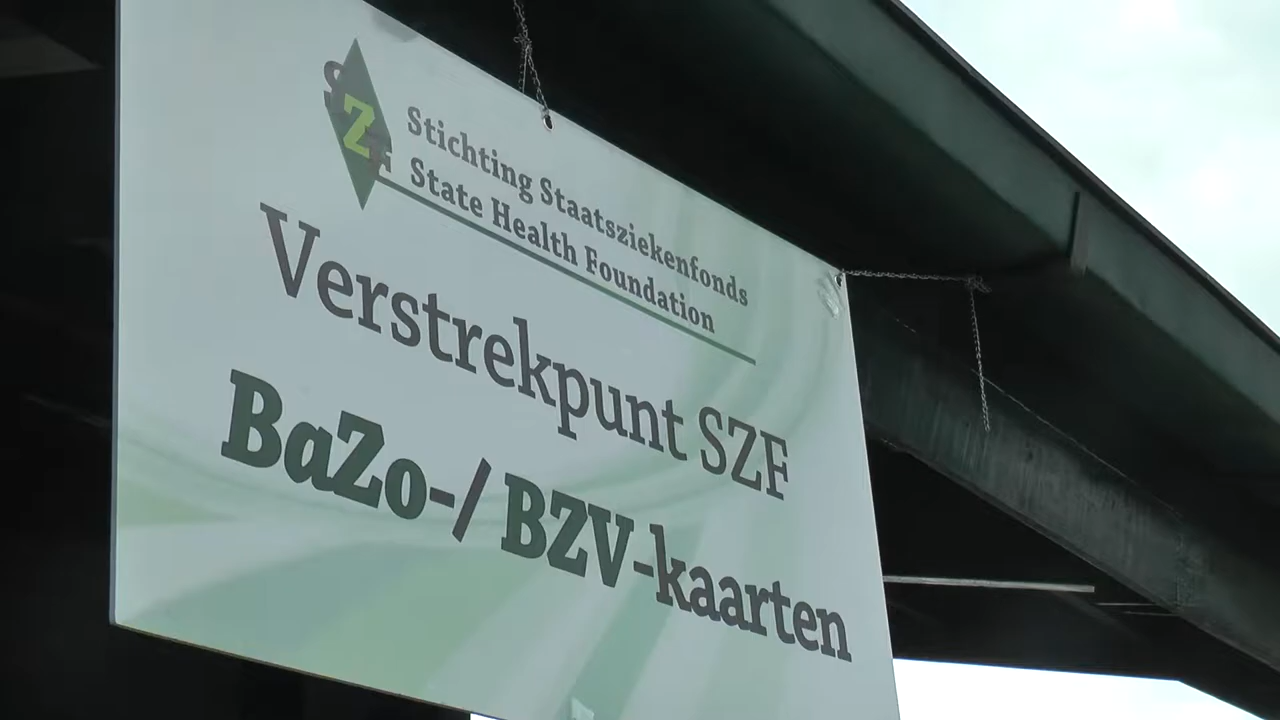 SZF
Stichting Staatsziekenfonds
State Health Foundation
Verstrekpunt SZF
BaZo-/ BZV-kaarten